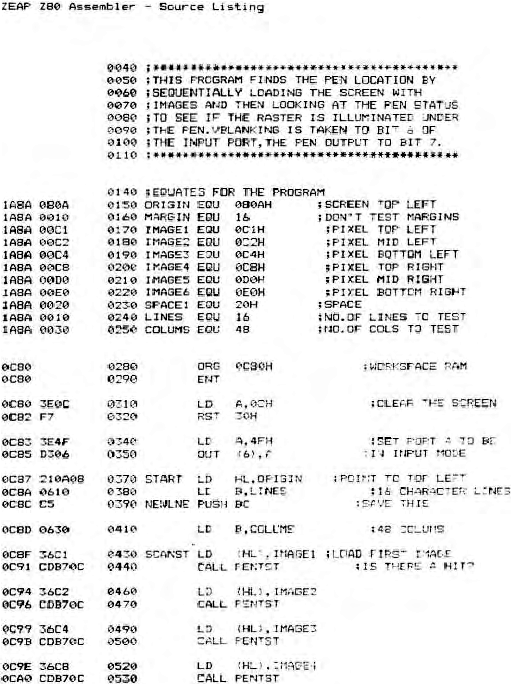 ZEAP Z80 Assembler - Source Listing
0040 ;****************************************
0050 ;THIS PROGRAM FINDS THE PEN LOCATION BY
0060 ;SEQUENTIALLY LOADING THE SCREEN WITH
0070 ;IMAGES AND THEN LOOKING AT THE PEN STATUS
0080 ;TO SEE IF THE RASTER IS ILLUMINATED UNDER
0090 ;THE PEN.VBLANKING IS TAKEN TO BIT 6 OF
0100 ;THE INPUT PORT,THE PEN OUTPUT TO BIT 7.
0110 ;****************************************
0140 ;EQUATES FOR THE PROGRAM
1A8A 080A 0150 ORIGIN EQU 080AH ;SCREEN TOP LEFT
1A8A 0010 0160 MARGIN EQU 16 ;DON'T TEST MARGINS
1A8A 00C1 0170 IMAGE1 EQU 0C1H ;PIXEL TOP LEFT
1A8A 00C2 0180 IMAGE2 EQU 0C2H ;PIXEL MID LEFT
1A8A 00C4 0190 IMAGE3 EQU 0C4H ;PIXEL BOTTOM LEFT
1A8A 00C8 0200 IMAGE4 EQU 0C8H ;PIXEL TOP RIGHT
1A8A 00D0 0210 IMAGE5 EQU 0D0H ;PIXEL MID RIGHT
1A8A 00E0 0220 IMAGE6 EQU 0E0H ;PIXEL BOTTOM RIGHT
1A8A 0020 0230 SPACE1 EQU 20H ;SPACE
1A8A 0010 0240 LINES EQU 16 ;NO.OF LINES TO TEST
1A8A 0030 0250 COLUMS EQU 48 ;NO.OF COLS TO TEST
0C80 0280 ORG 0C80H ;WORKSPACE RAM
0C80 0290 ENT
0C80 3E0C 0310 LD A,0CH ;CLEAR THE SCREEN
0C82 F7 0320 RST 30H
0C83 3E4F 0340 LD A,4FH ;SET PORT 4 TO BE
0C85 D306 0350 OUT (6),A ;IN INPUT MODE
0C87 210A08 0370 START LD HL,ORIGIN ;POINT TO TOP LEFT
0C8A 0610 0380 LD B,LINES ;16 CHARACTER LINES
0C8C C5 0390 NEWLNE PUSH BC ;SAVE THIS
0C8D 0630 0410 LD B,COLUMS ;48 COLUMS
0C8F 36C1 0430 SCANST LD (HL),IMAGE1 ;LOAD FIRST IMAGE
0C91 CDB70C 0440 CALL PENTST ;IS THERE A HIT?
0C94 36C2 0460 LD (HL),IMAGE2
0C96 CDB70C 0470 CALL PENTST
0C99 36C4 0490 LD (HL),IMAGE3
0C9B CDB70C 0500 CALL PENTST
0C9E 36C8 0520 LD (HL),IMAGE4
0CA0 CDB70C 0530 CALL PENTST